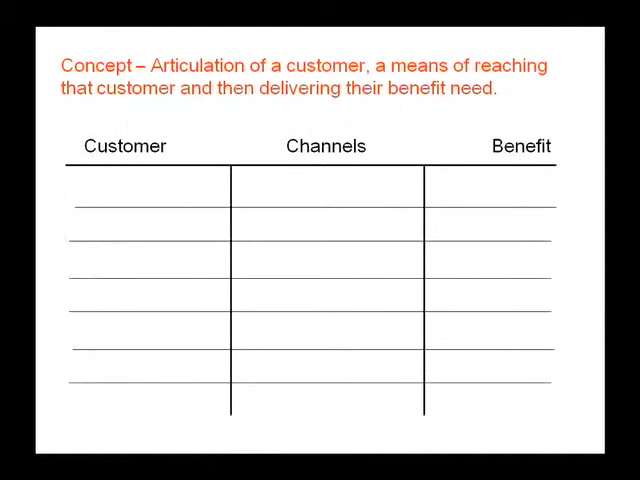 Concept – Articulation of a customer, a means of reaching
that customer and then delivering their benefit need.
Customer Channels Benefit